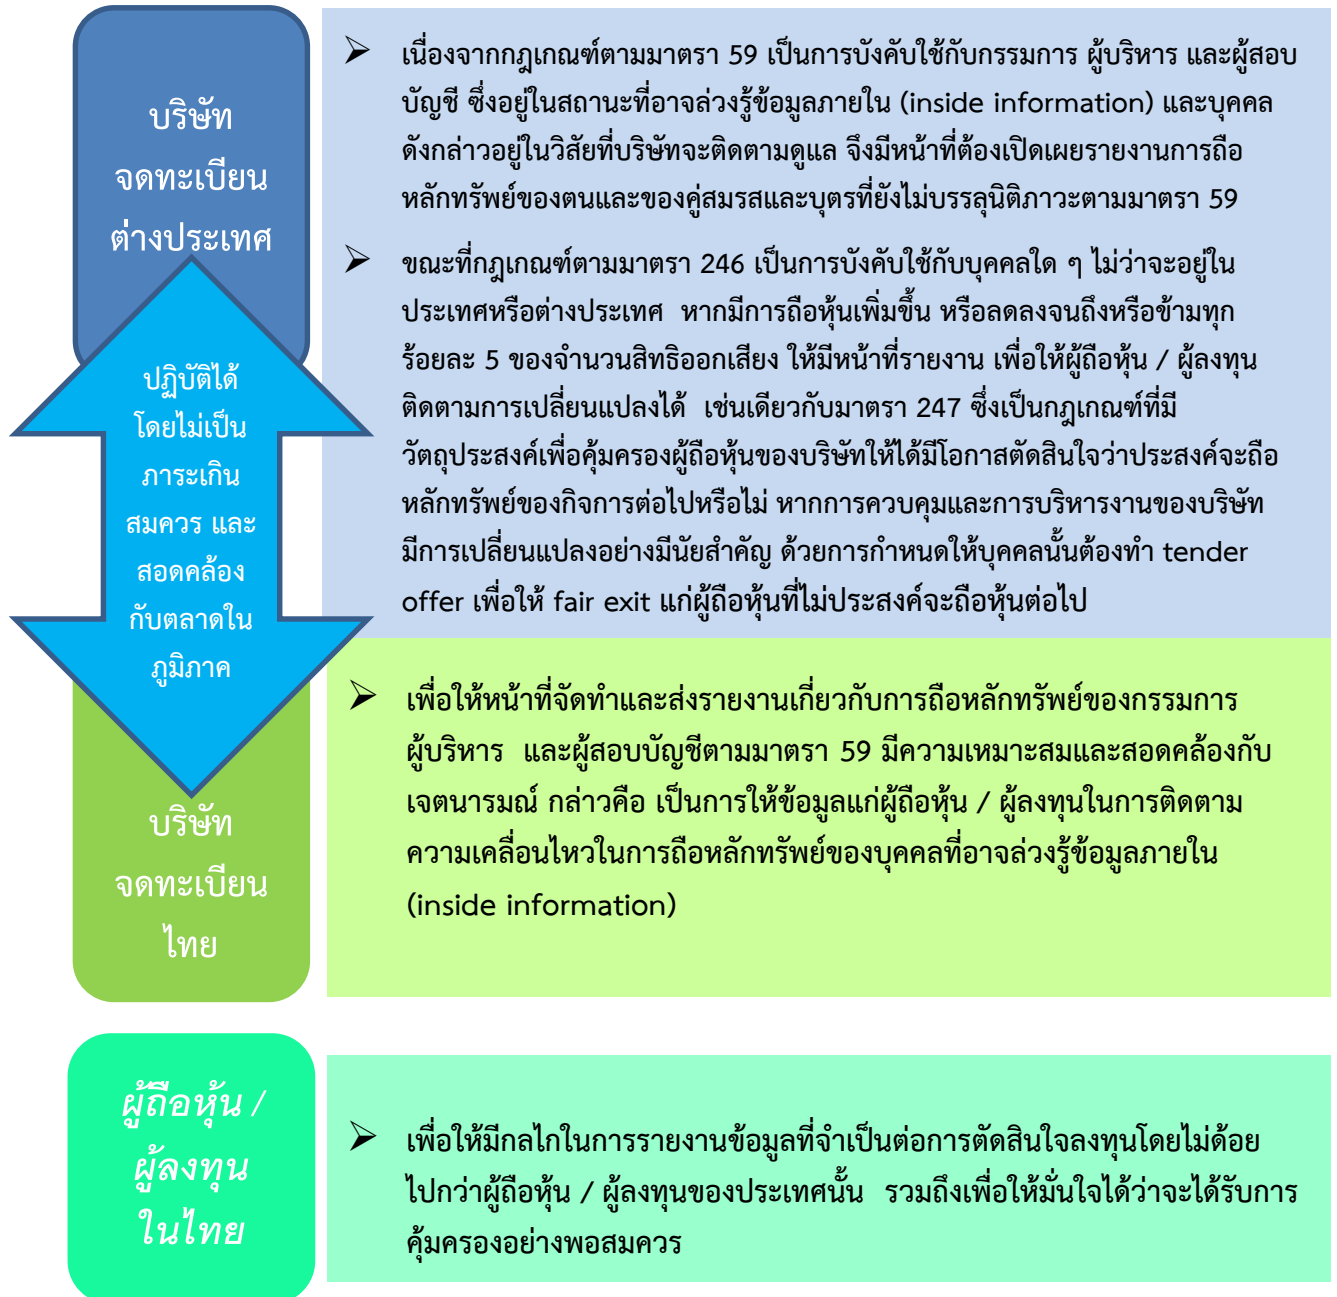 บริษัท
จดทะเบียน
ต่างประเทศ
➢ เนื่องจากกฎเกณฑ์ตามมาตรา 59 เป็นการบังคับใช้กับกรรมการ ผู้บริหาร และผู้สอบ
บัญชี ซึ่งอยู่ในสถานะที่อาจล่วงรู้ข้อมูลภายใน (inside information) และบุคคล
ดังกล่าวอยู่ในวิสัยที่บริษัทจะติดตามดูแล จึงมีหน้าที่ต้องเปิดเผยรายงานการถือ
หลักทรัพย์ของตนและของคู่สมรสและบุตรที่ยังไม่บรรลุนิติภาวะตามมาตรา 59
➢ ขณะที่กฎเกณฑ์ตามมาตรา 246 เป็นการบังคับใช้กับบุคคลใด ๆ ไม่ว่าจะอยู่ใน
ประเทศหรือต่างประเทศ หากมีการถือหุ้นเพิ่มขึ้น หรือลดลงจนถึงหรือข้ามทุก
ร้อยละ 5 ของจำนวนสิทธิออกเสียง ให้มีหน้าที่รายงาน เพื่อให้ผู้ถือหุ้น / ผู้ลงทุน
ติดตามการเปลี่ยนแปลงได้ เช่นเดียวกับมาตรา 247 ซึ่งเป็นกฎเกณฑ์ที่มี
วัตถุประสงค์เพื่อคุ้มครองผู้ถือหุ้นของบริษัทให้ได้มีโอกาสตัดสินใจว่าประสงค์จะถือ
หลักทรัพย์ของกิจการต่อไปหรือไม่ หากการควบคุมและการบริหารงานของบริษัท
มีการเปลี่ยนแปลงอย่างมีนัยสำคัญ ด้วยการกำหนดให้บุคคลนั้นต้องทำ tender
offer เพื่อให้ fair exit แก่ผู้ถือหุ้นที่ไม่ประสงค์จะถือหุ้นต่อไป
ปฏิบัติได้
โดยไม่เป็น
ภาระเกิน
สมควร และ
สอดคล้อง
กับตลาดใน
ภูมิภาค
บริษัท
จดทะเบียน
ไทย
➢ เพื่อให้หน้าที่จัดทำและส่งรายงานเกี่ยวกับการถือหลักทรัพย์ของกรรมการ
ผู้บริหาร และผู้สอบบัญชีตามมาตรา 59 มีความเหมาะสมและสอดคล้องกับ
เจตนารมณ์ กล่าวคือ เป็นการให้ข้อมูลแก่ผู้ถือหุ้น / ผู้ลงทุนในการติดตาม
ความเคลื่อนไหวในการถือหลักทรัพย์ของบุคคลที่อาจล่วงรู้ข้อมูลภายใน
(inside information)
ผู้ถือหุ้น /
ผู้ลงทุน
ในไทย
➢ เพื่อให้มีกลไกในการรายงานข้อมูลที่จำเป็นต่อการตัดสินใจลงทุนโดยไม่ด้อย
ไปกว่าผู้ถือหุ้น / ผู้ลงทุนของประเทศนั้น รวมถึงเพื่อให้มั่นใจได้ว่าจะได้รับการ
คุ้มครองอย่างพอสมควร